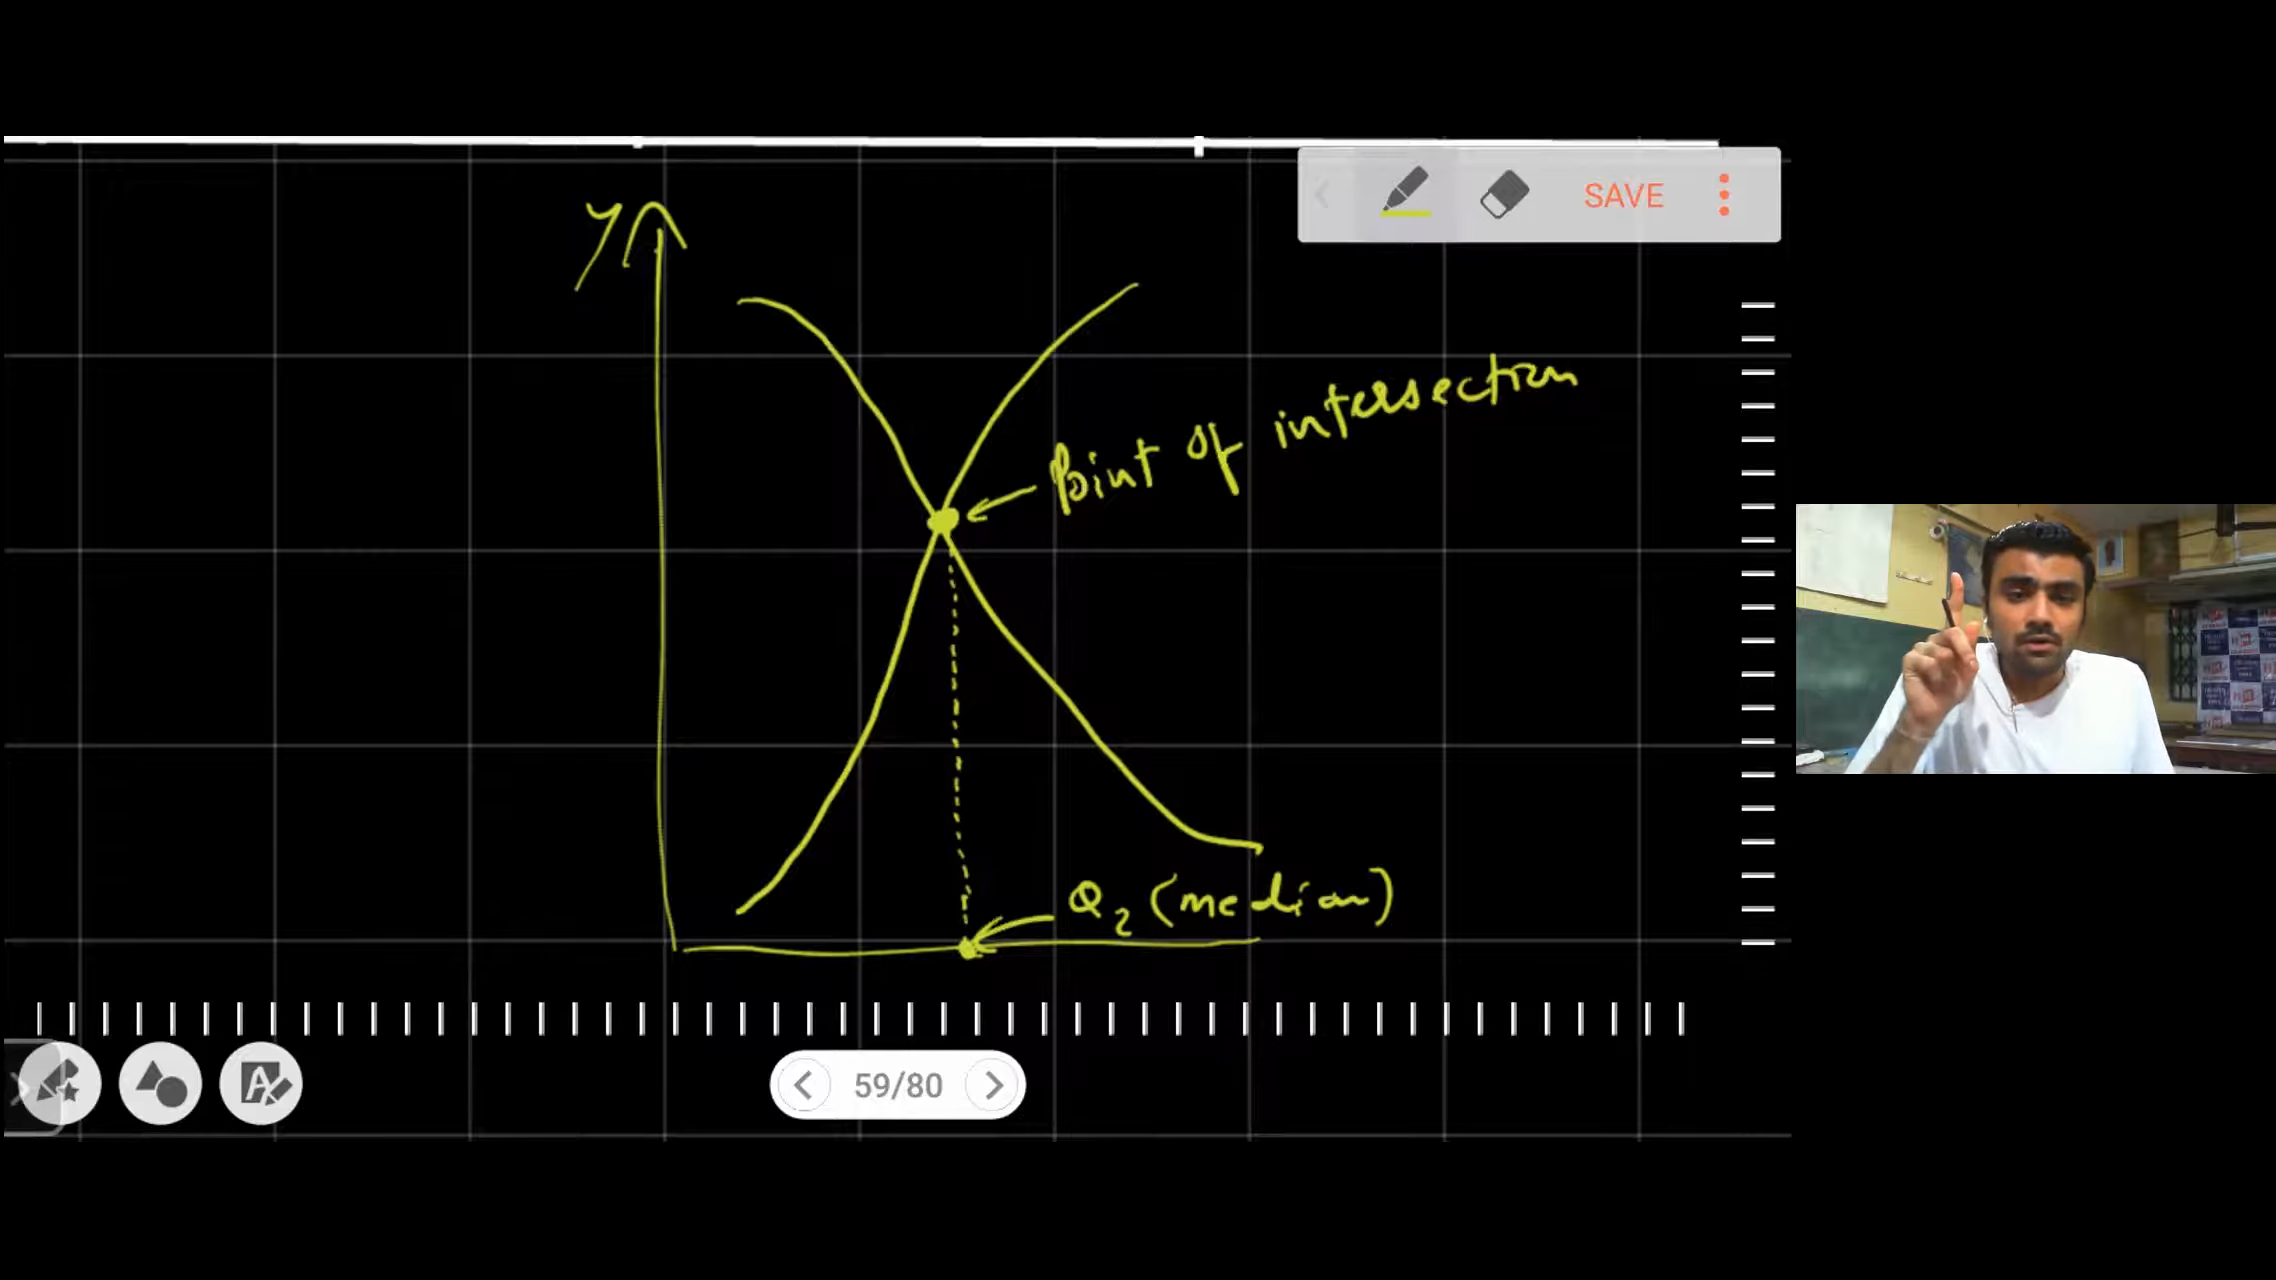 SAVE
y
Point of intersection
Q2 (median)
59/80